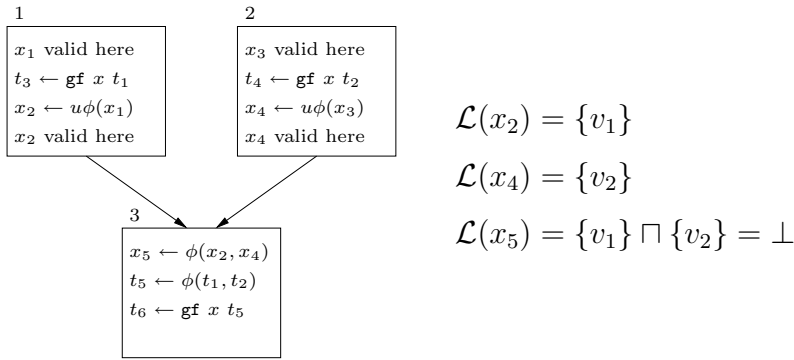 1
x₁ valid here
t₃ ← gf x t₁
x₂ ← uϕ(x₁)
x₂ valid here
2
x₃ valid here
t₄ ← gf x t₂
x₄ ← uϕ(x₃)
x₄ valid here
3
x₅ ← ϕ(x₂, x₄)
t₅ ← ϕ(t₁, t₂)
t₆ ← gf x t₅
𝓛(x₂) = {v₁}
𝓛(x₄) = {v₂}
𝓛(x₅) = {v₁} ⊓ {v₂} = ⊥